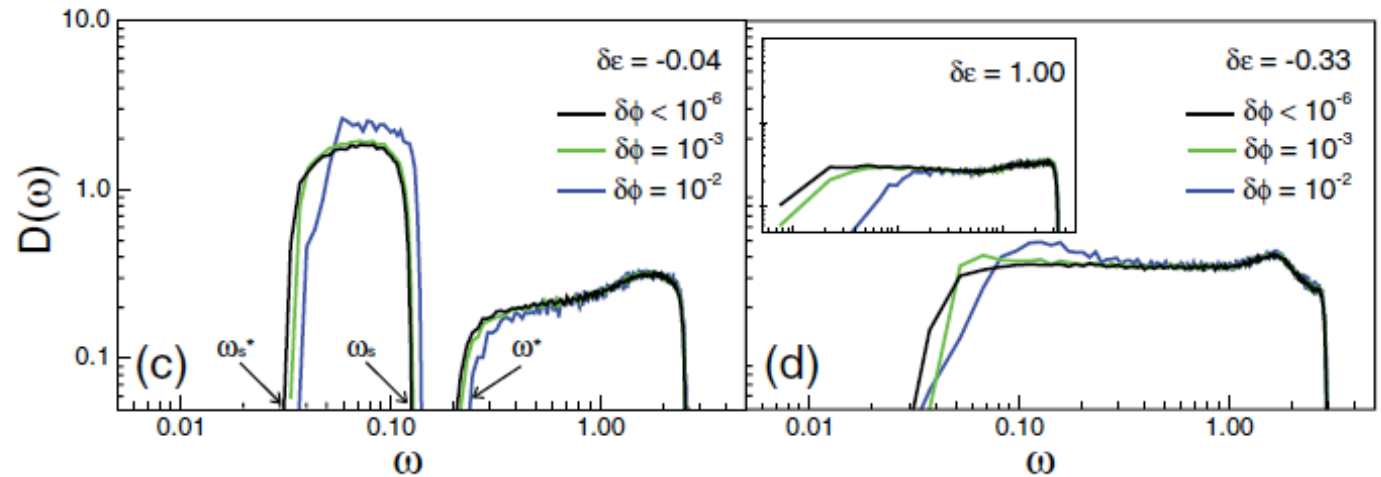 10.0
1.0
0.1
D(ω)
δε = -0.04
δϕ < 10⁻⁶
δϕ = 10⁻³
δϕ = 10⁻²
ωs*
ωs
ω*
(c)
0.01
0.10
1.00
ω
δε = 1.00
δε = -0.33
δϕ < 10⁻⁶
δϕ = 10⁻³
δϕ = 10⁻²
(d)
0.01
0.10
1.00
ω